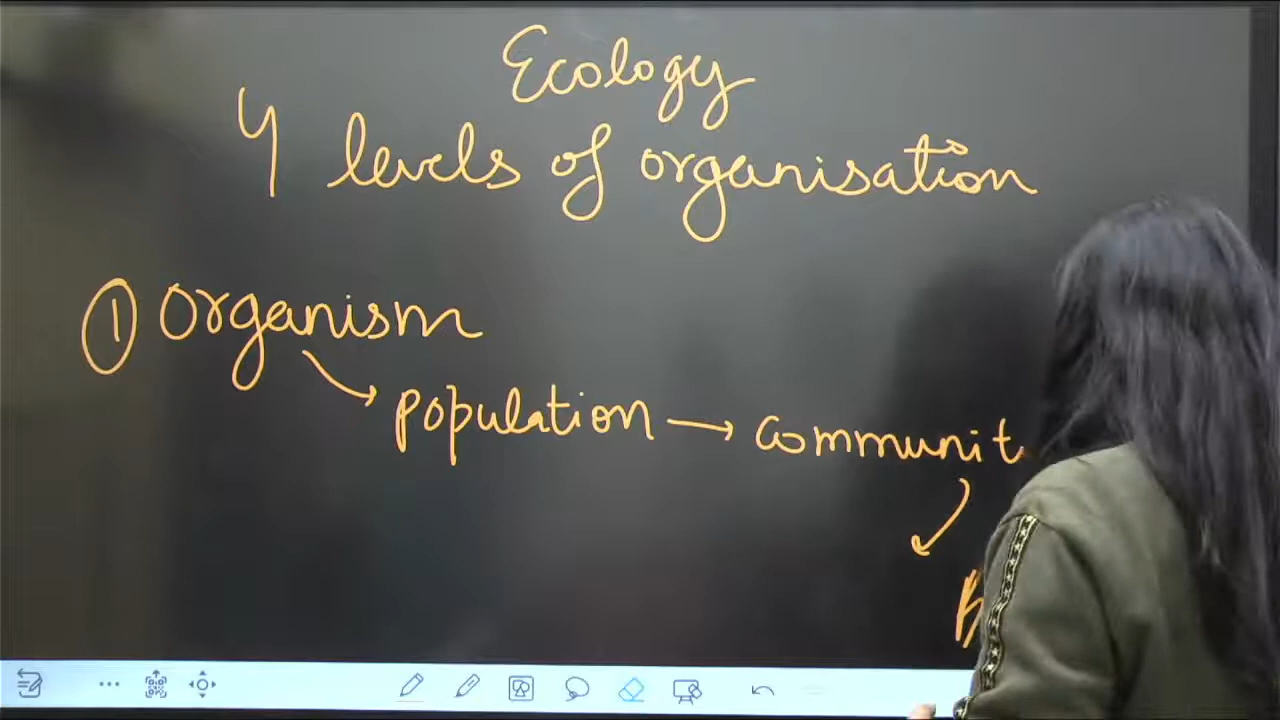 Ecology
4 levels of organisation
① Organism
population → communit
B